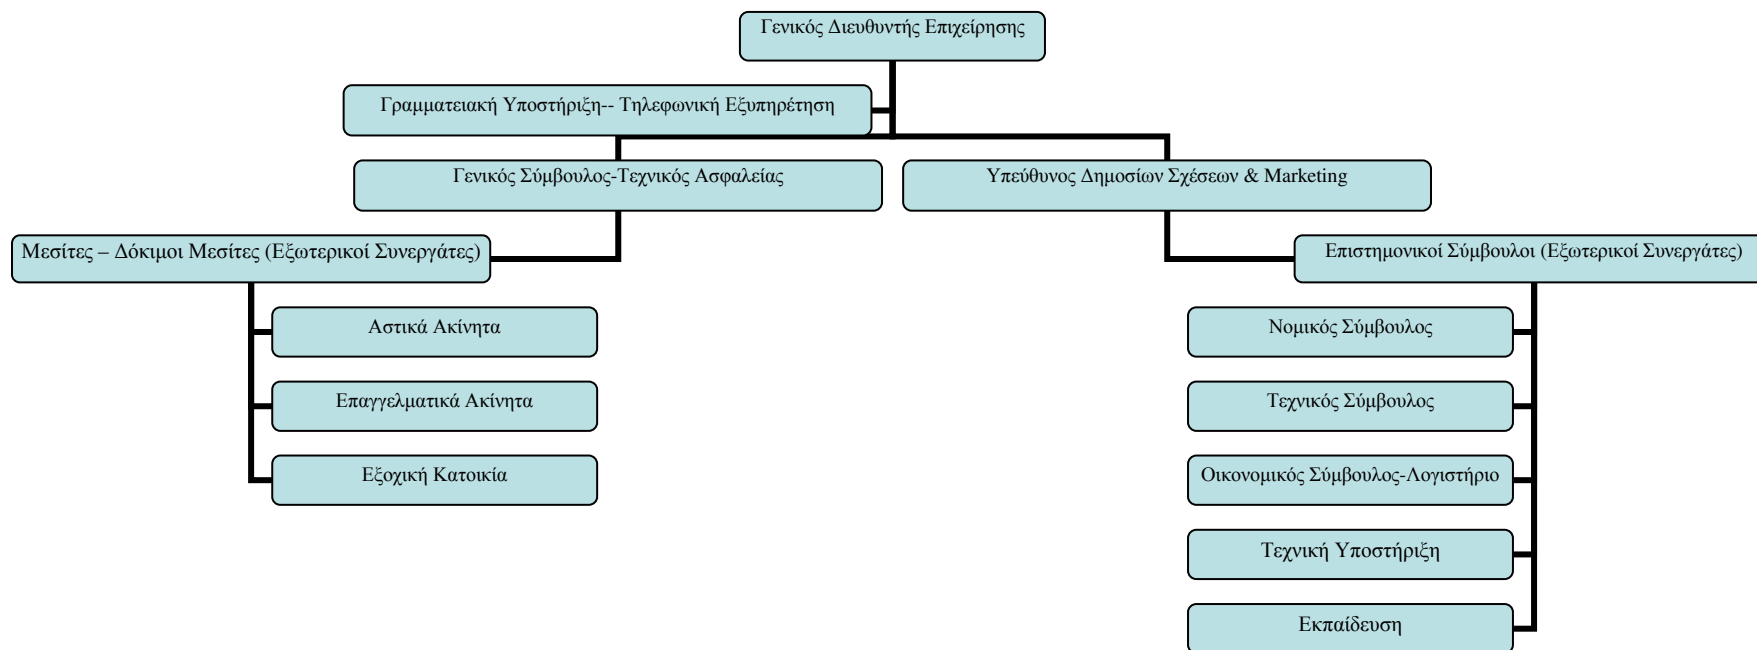 Γενικός Διευθυντής Επιχείρησης
Γραμματειακή Υποστήριξη-- Τηλεφωνική Εξυπηρέτηση
Γενικός Σύμβουλος-Τεχνικός Ασφαλείας
Υπεύθυνος Δημοσίων Σχέσεων & Marketing
Μεσίτες – Δόκιμοι Μεσίτες (Εξωτερικοί Συνεργάτες)
Επιστημονικοί Σύμβουλοι (Εξωτερικοί Συνεργάτες)
Αστικά Ακίνητα
Επαγγελματικά Ακίνητα
Εξοχική Κατοικία
Νομικός Σύμβουλος
Τεχνικός Σύμβουλος
Οικονομικός Σύμβουλος-Λογιστήριο
Τεχνική Υποστήριξη
Εκπαίδευση